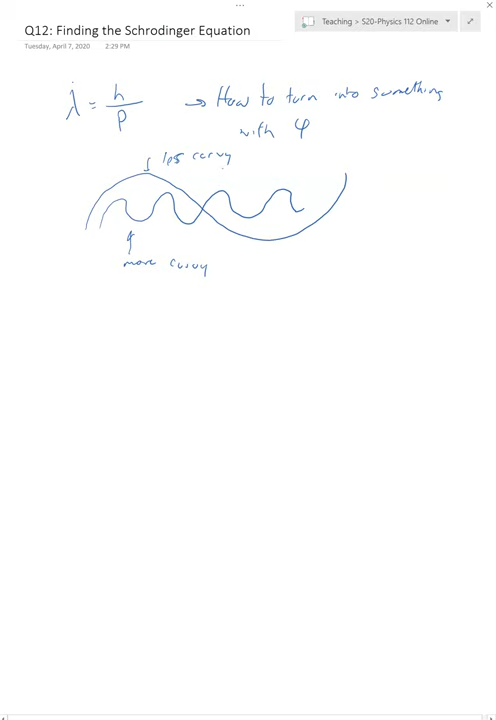 Teaching > S20-Physics 112 Online
Q12: Finding the Schrodinger Equation
Tuesday, April 7, 2020 2:29 PM
λ = h/p → How to turn into something
with φ
less curvy
more curvy